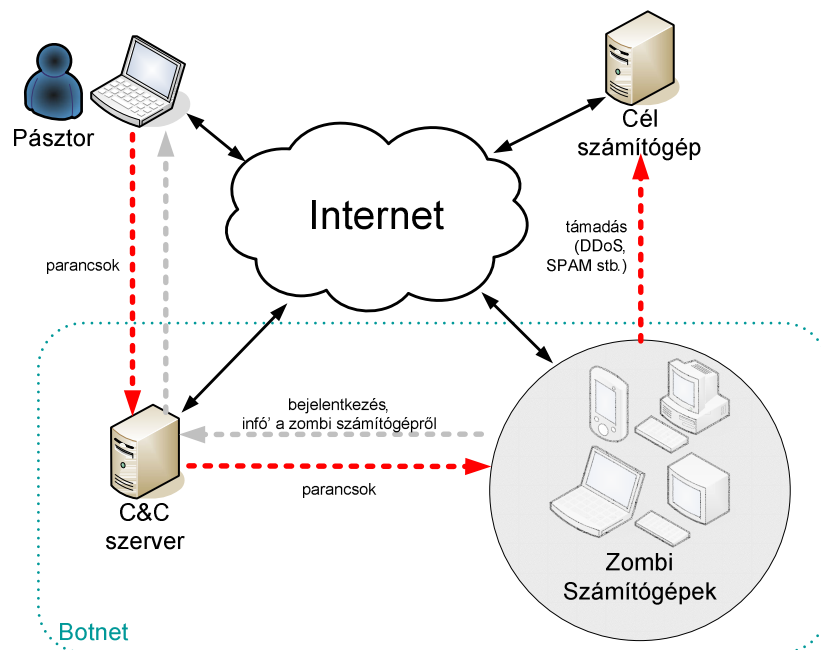 Pásztor
Cél
számítógép
Internet
támadás
(DDoS,
SPAM stb.)
parancsok
bejelentkezés,
infó’ a zombi számítógépről
parancsok
C&C
szerver
Zombi
Számítógépek
Botnet